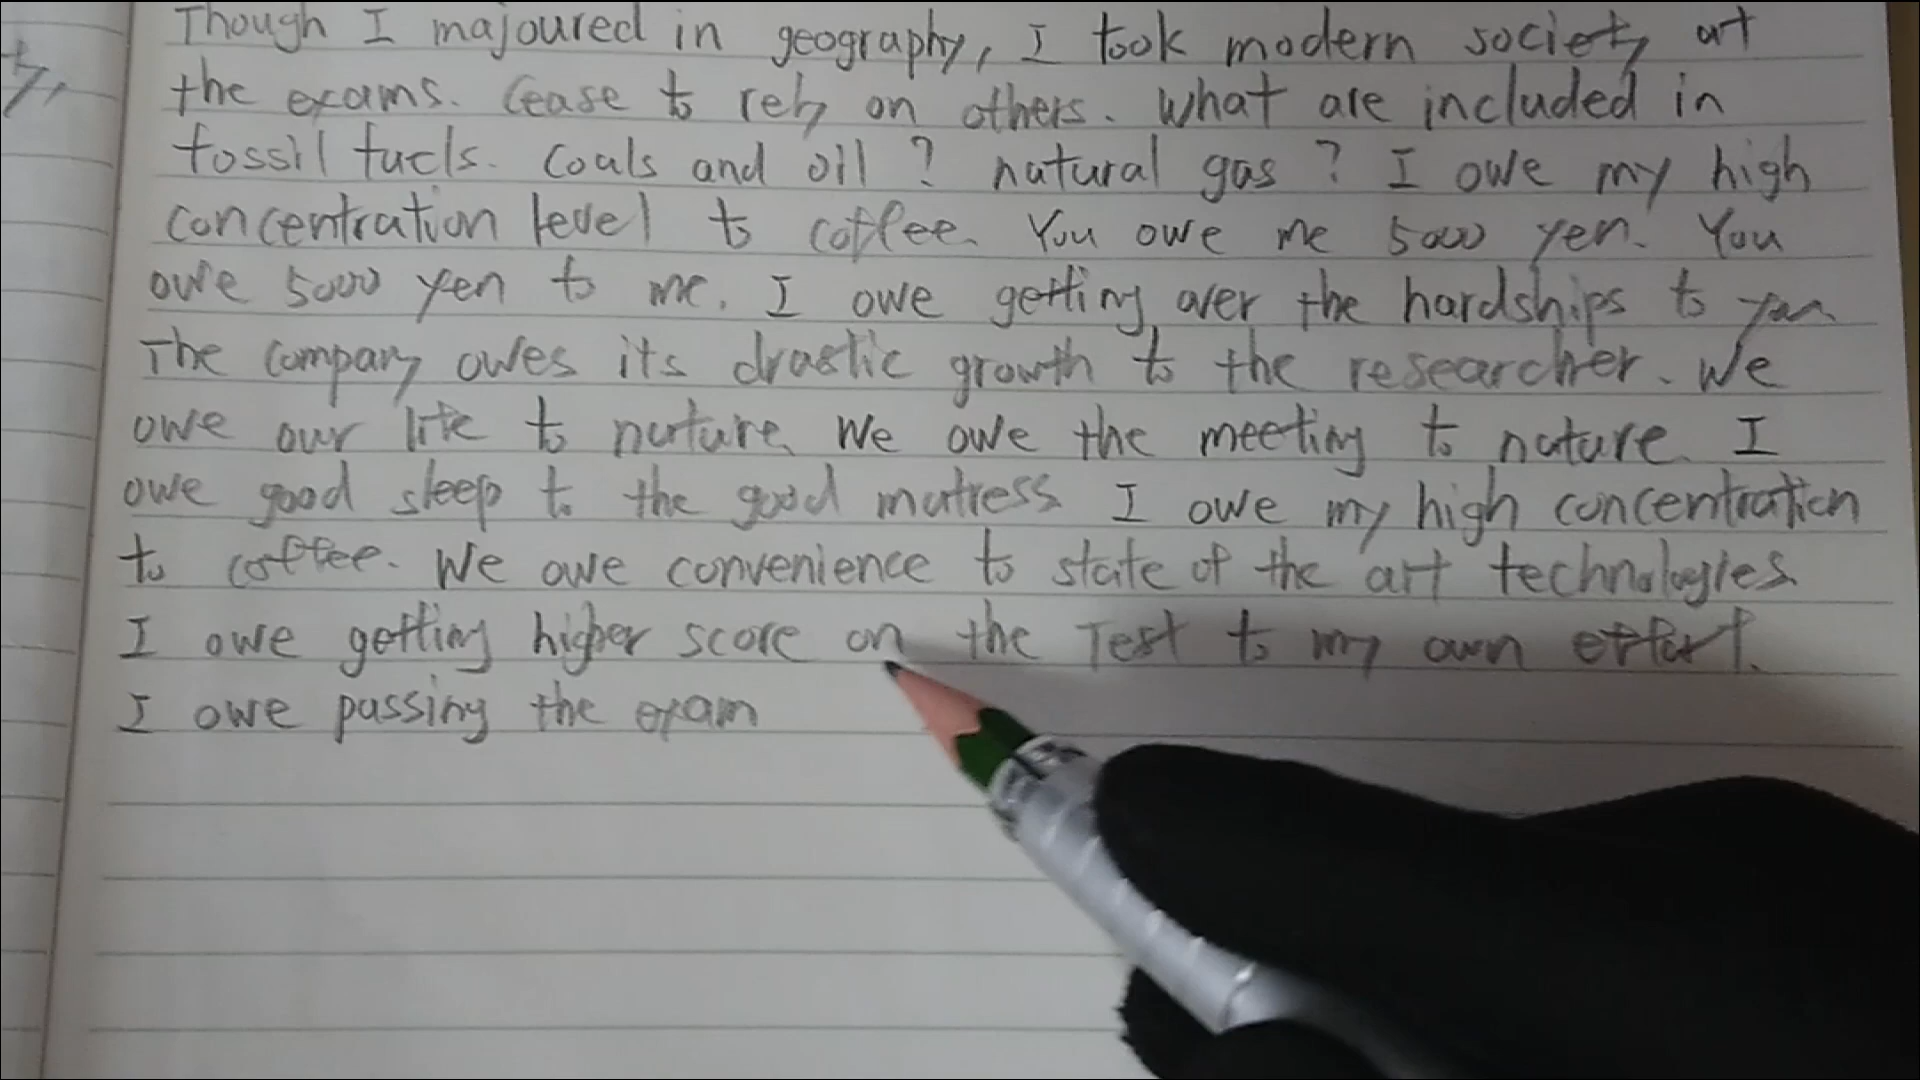 Though I majoured in geography, I took modern society at
the exams. Cease to rely on others. What are included in
fossil fuels. Coals and oil ? natural gas ? I owe my high
concentration level to coffee. You owe me 5000 yen. You
owe 5000 yen to me. I owe getting over the hardships to you
The company owes its drastic growth to the researcher. We
owe our life to nature. We owe the meeting to nature. I
owe good sleep to the good matress I owe my high concentration
to coffee. We owe convenience to state of the art technologies.
I owe getting higher score on the Test to my own effort.
I owe passing the exam